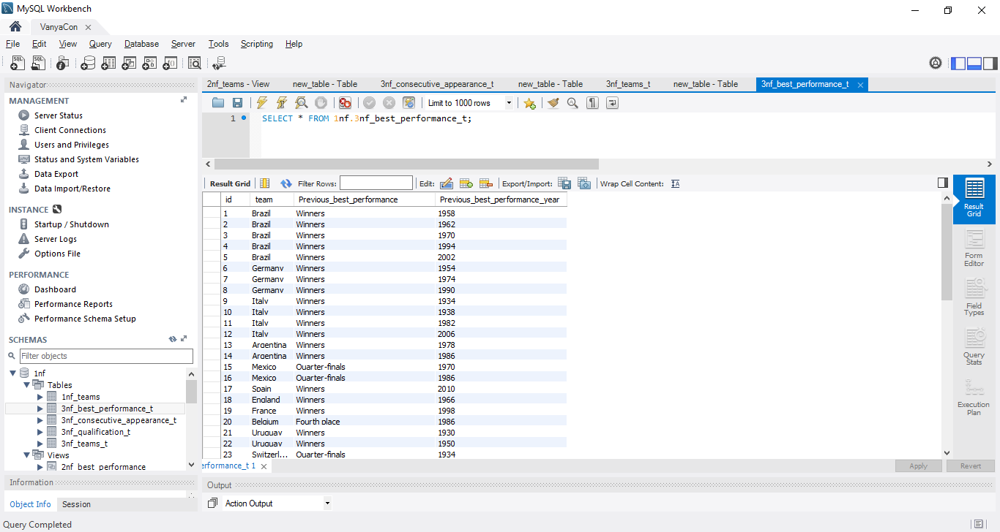 MySQL Workbench
VanyaCon
File Edit View Query Database Server Tools Scripting Help
Navigator
MANAGEMENT
Server Status
Client Connections
Users and Privileges
Status and System Variables
Data Export
Data Import/Restore
INSTANCE
Startup / Shutdown
Server Logs
Options File
PERFORMANCE
Dashboard
Performance Reports
Performance Schema Setup
SCHEMAS
Filter objects
1nf
Tables
1nf_teams
3nf_best_performance_t
3nf_consecutive_appearance_t
3nf_qualification_t
3nf_teams_t
Views
2nf_best_performance
Information
Object Info Session
2nf_teams - View new_table - Table 3nf_consecutive_appearance_t new_table - Table 3nf_teams_t new_table - Table 3nf_best_performance_t
Limit to 1000 rows
1 SELECT * FROM 1nf.3nf_best_performance_t;
Result Grid Filter Rows: Edit: Export/Import: Wrap Cell Content:
id team Previous_best_performance Previous_best_performance_year
1 Brazil Winners 1958
2 Brazil Winners 1962
3 Brazil Winners 1970
4 Brazil Winners 1994
5 Brazil Winners 2002
6 Germany Winners 1954
7 Germany Winners 1974
8 Germany Winners 1990
9 Italy Winners 1934
10 Italy Winners 1938
11 Italy Winners 1982
12 Italy Winners 2006
13 Argentina Winners 1978
14 Argentina Winners 1986
15 Mexico Quarter-finals 1970
16 Mexico Quarter-finals 1986
17 Spain Winners 2010
18 England Winners 1966
19 France Winners 1998
20 Belgium Fourth place 1986
21 Uruguay Winners 1930
22 Uruguay Winners 1950
23 Switzerl... Quarter-finals 1934
Result
Grid
Form
Editor
Field
Types
Query
Stats
Execution
Plan
erformance_t 1
Apply Revert
Output
Action Output
Query Completed